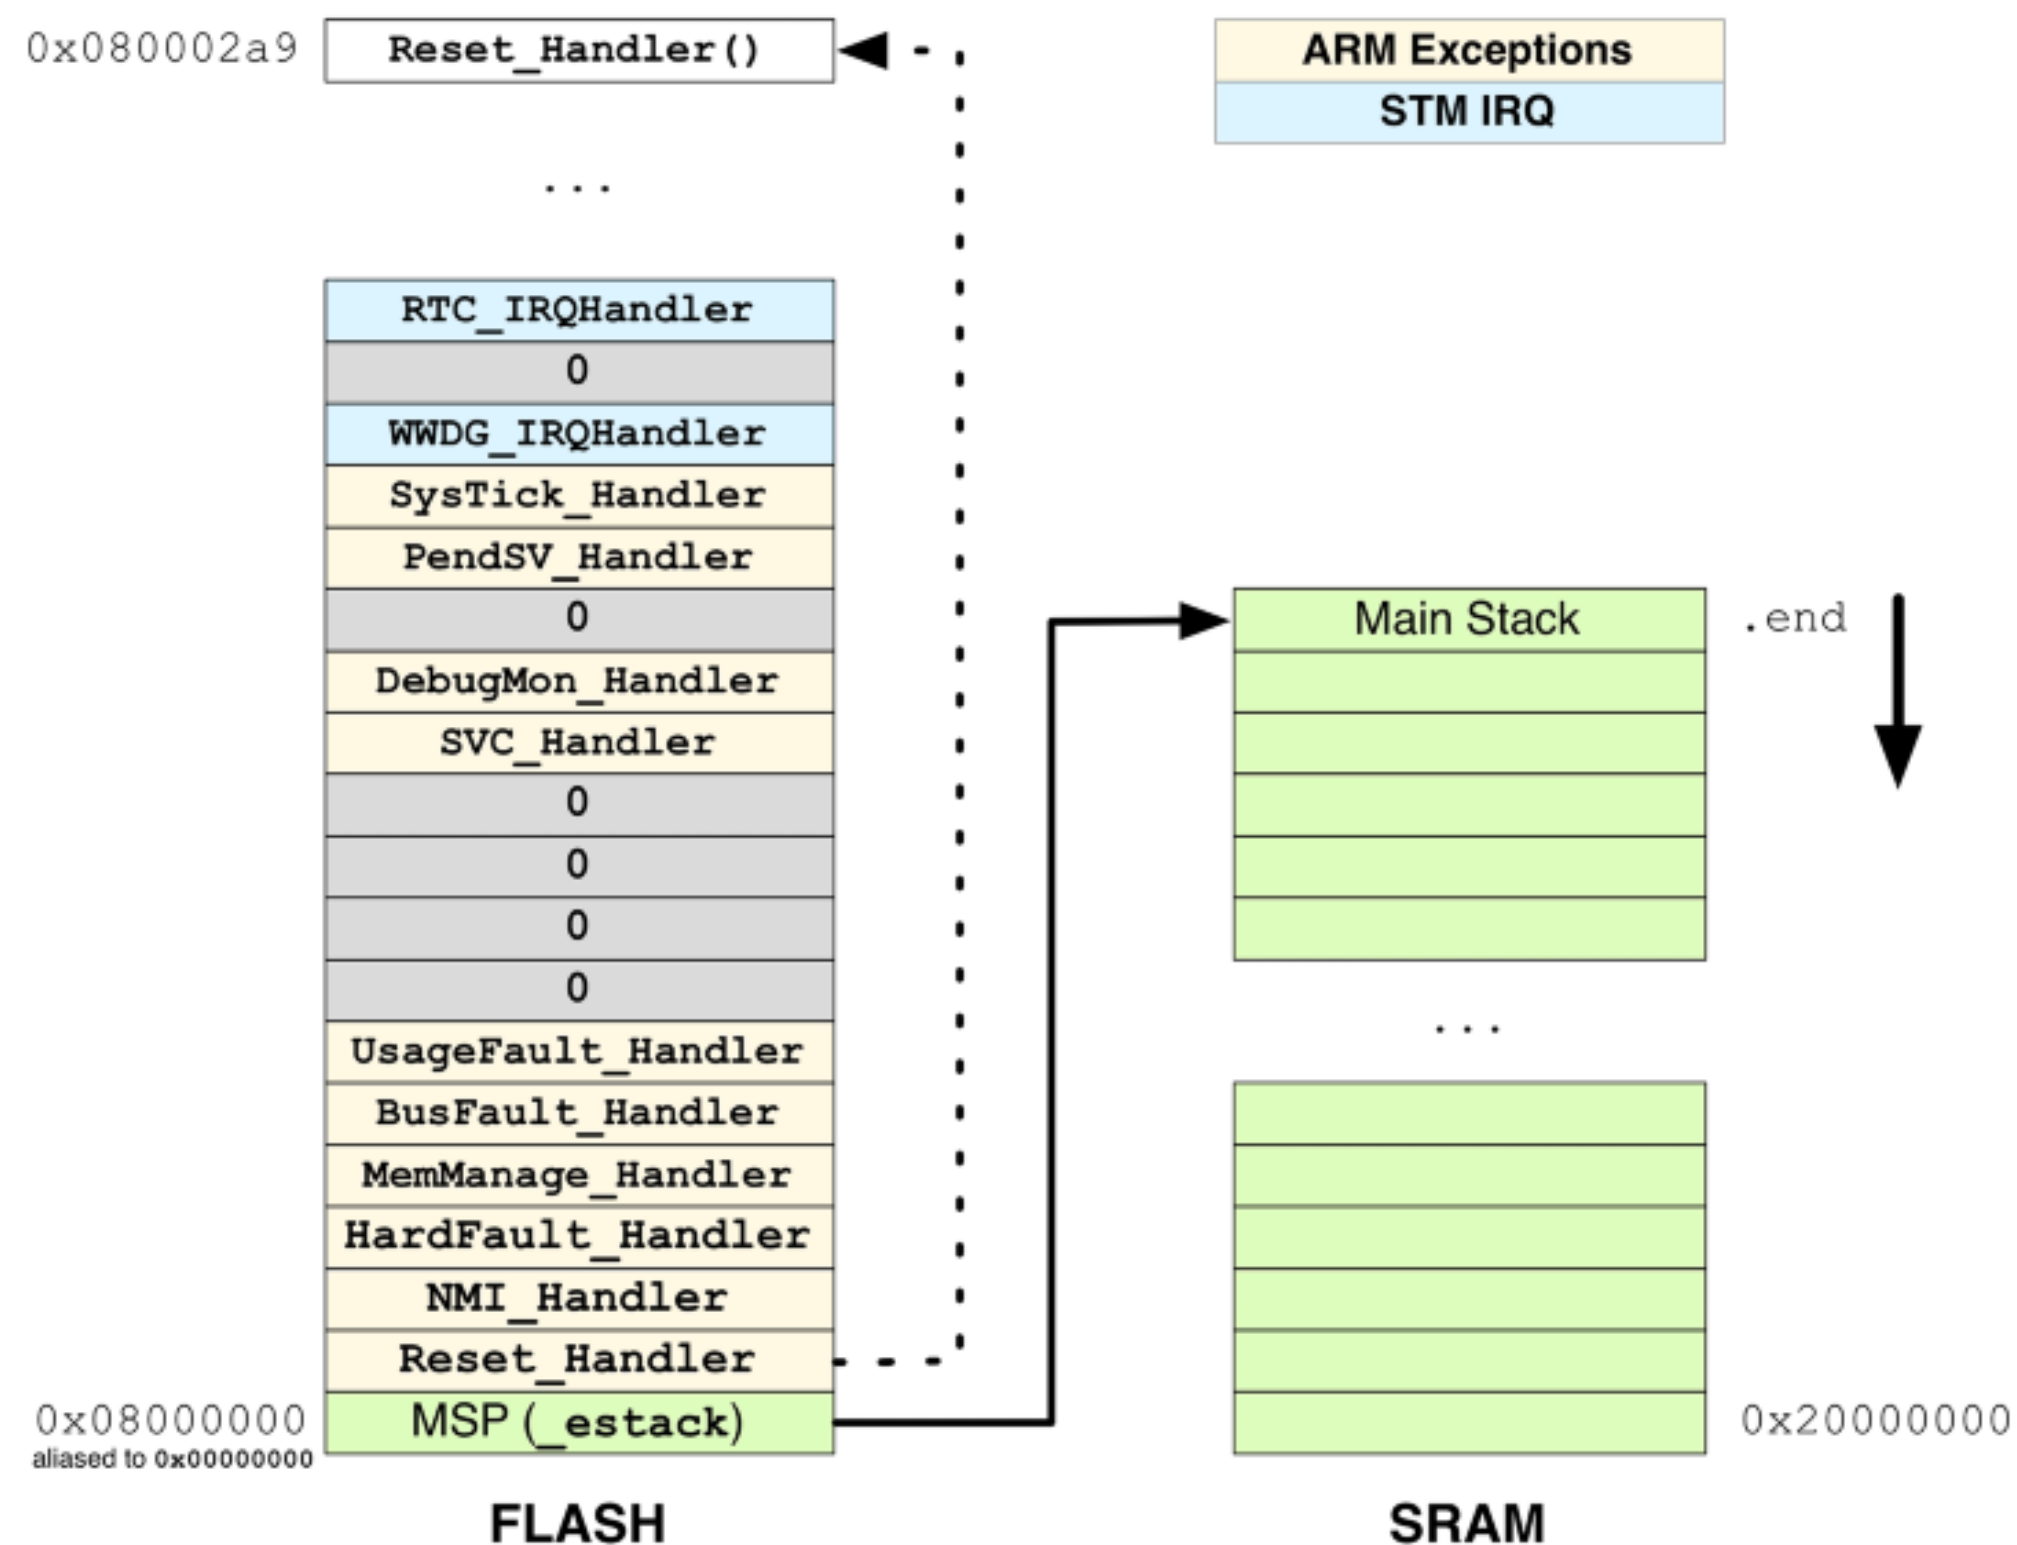 0x080002a9
Reset_Handler()
ARM Exceptions
STM IRQ
...
RTC_IRQHandler
0
WWDG_IRQHandler
SysTick_Handler
PendSV_Handler
0
DebugMon_Handler
SVC_Handler
0
0
0
0
UsageFault_Handler
BusFault_Handler
MemManage_Handler
HardFault_Handler
NMI_Handler
Reset_Handler
0x08000000
aliased to 0x00000000
MSP (_estack)
Main Stack
.end
...
0x20000000
FLASH
SRAM